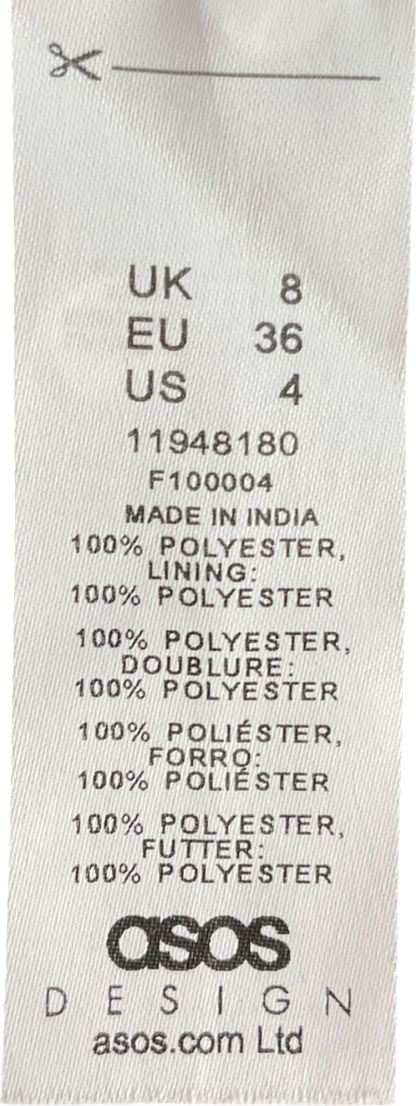 UK 8
EU 36
US 4
11948180
F100004
MADE IN INDIA
100% POLYESTER,
LINING:
100% POLYESTER
100% POLYESTER,
DOUBLURE:
100% POLYESTER
100% POLIÉSTER,
FORRO:
100% POLIÉSTER
100% POLYESTER,
FUTTER:
100% POLYESTER
asos
DESIGN
asos.com Ltd